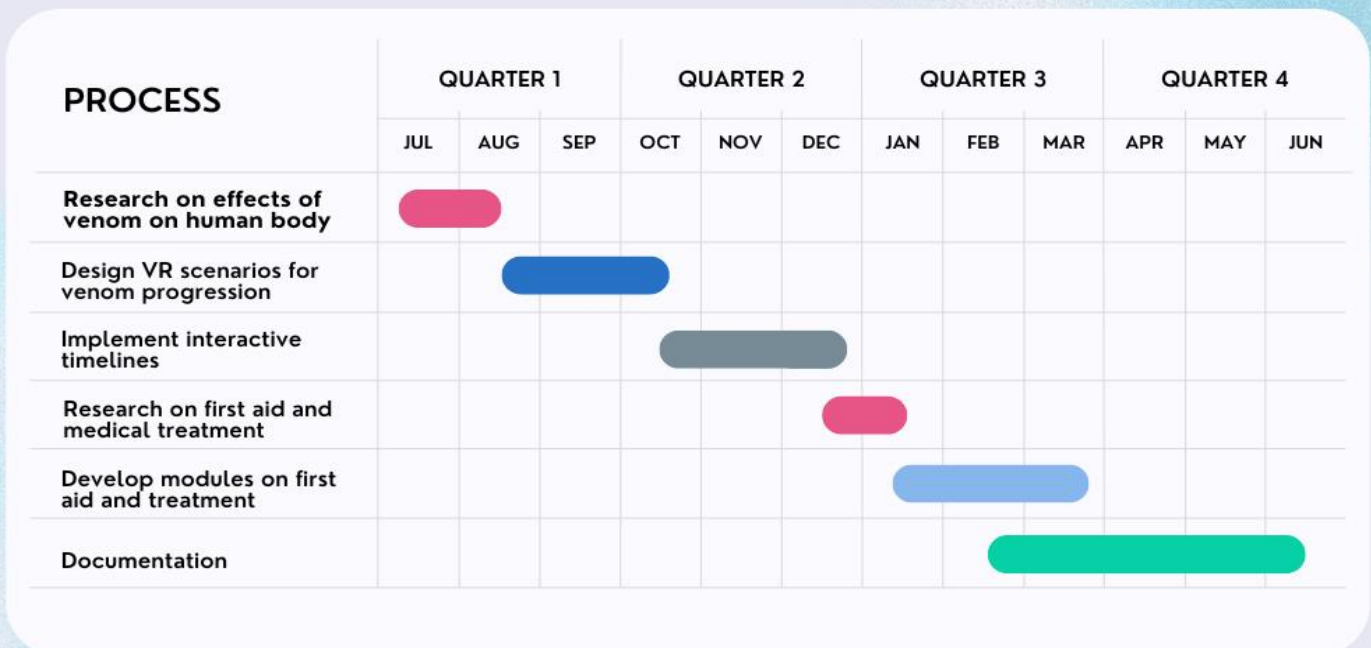 PROCESS
QUARTER 1 QUARTER 2 QUARTER 3 QUARTER 4
JUL AUG SEP OCT NOV DEC JAN FEB MAR APR MAY JUN
Research on effects of
venom on human body
Design VR scenarios for
venom progression
Implement interactive
timelines
Research on first aid and
medical treatment
Develop modules on first
aid and treatment
Documentation